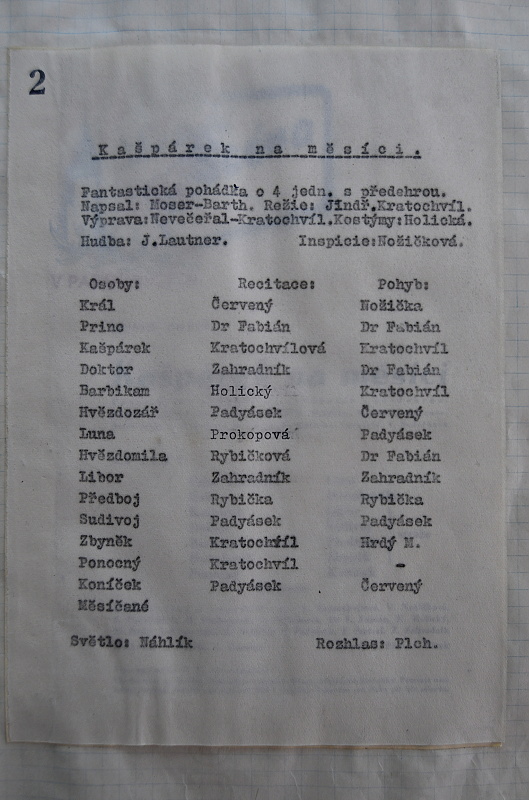 2
Kašpárek na měsíci.
Fantastická pohádka o 4 jedn. s předehrou.
Napsal: Moser-Barth. Režie: Jindř.Kratochvíl.
Výprava:Nevečeřal-Kratochvíl.Kostýmy:Holická.
Hudba: J.Lautner. Inspicie:Nožičková.
Osoby: Recitace: Pohyb:
Král Červený Nožička
Princ Dr Fabián Dr Fabián
Kašpárek Kratochvílová Kratochvíl
Doktor Zahradník Dr Fabián
Barbikam Holický Kratochvíl
Hvězdozář Padyásek Červený
Luna Prokopová Padyásek
Hvězdomila Rybičková Dr Fabián
Libor Zahradník Zahradník
Předboj Rybička Rybička
Sudivoj Padyásek Padyásek
Zbyněk Kratochvíl Hrdý M.
Ponocný Kratochvíl -
Koníček Padyásek Červený
Měsíčané
Světlo: Náhlík Rozhlas: Plch.